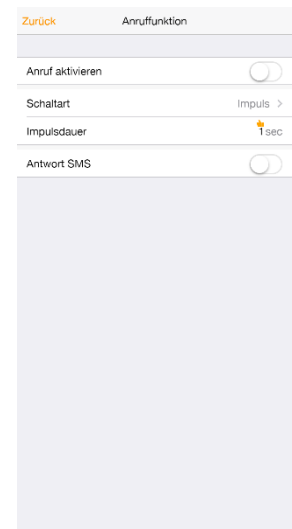 Zurück Anruffunktion
Anruf aktivieren
Schaltart Impuls >
Impulsdauer 1 sec
Antwort SMS